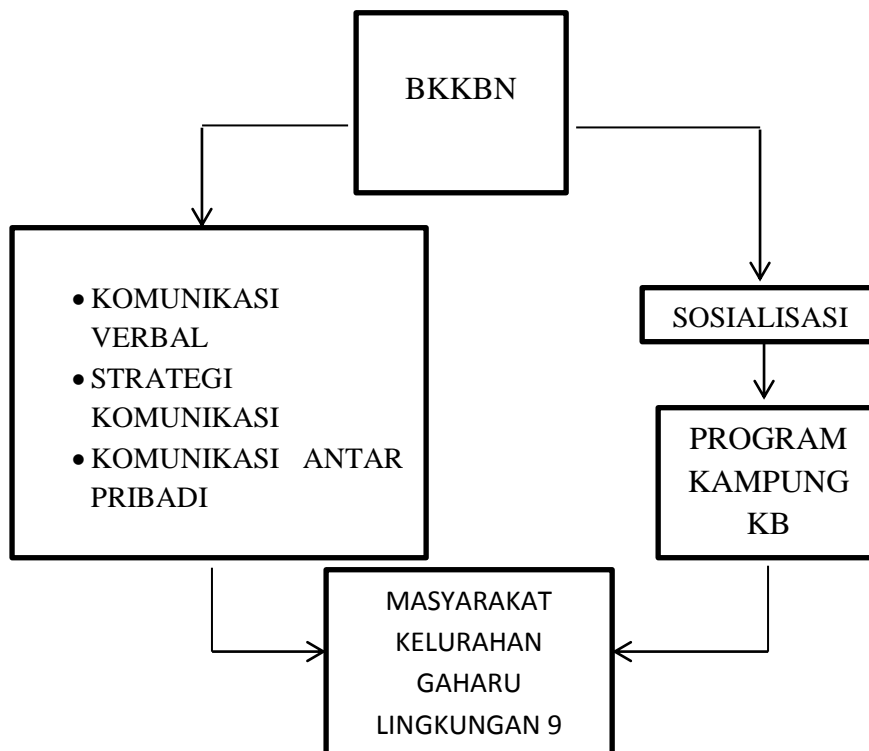 BKKBN
• KOMUNIKASI
VERBAL
• STRATEGI
KOMUNIKASI
• KOMUNIKASI ANTAR
PRIBADI
SOSIALISASI
PROGRAM
KAMPUNG
KB
MASYARAKAT
KELURAHAN
GAHARU
LINGKUNGAN 9